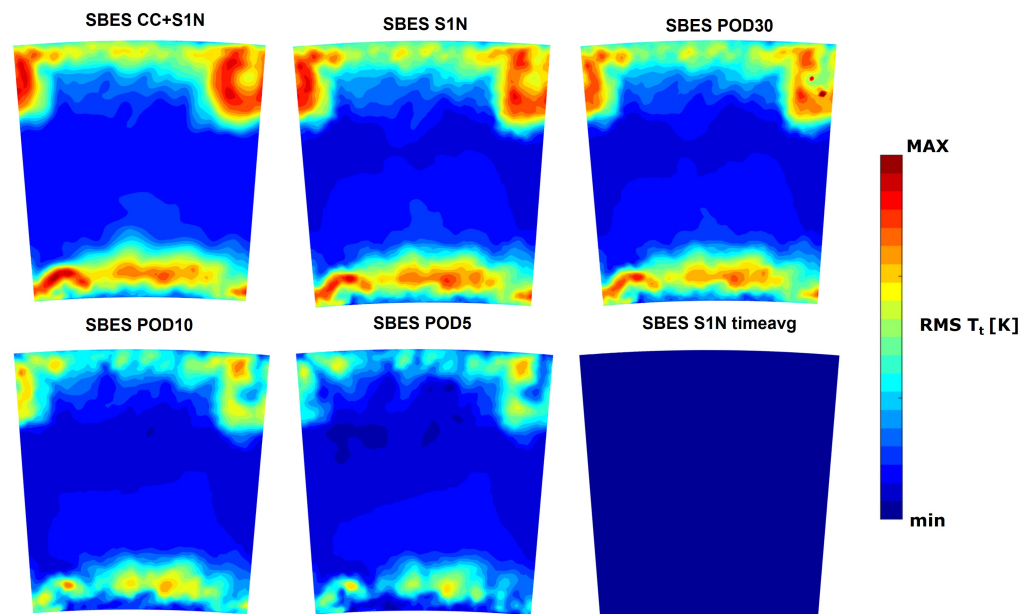 SBES CC+S1N
SBES S1N
SBES POD30
MAX
RMS Tt [K]
min
SBES POD10
SBES POD5
SBES S1N timeavg